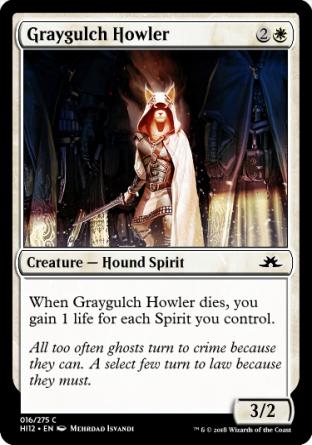 Graygulch Howler 2
Creature — Hound Spirit
When Graygulch Howler dies, you
gain 1 life for each Spirit you control.
All too often ghosts turn to crime because
they can. A select few turn to law because
they must.
3/2
016/275 C
HI12 • EN Mehrdad Isvandi
™ & © 2018 Wizards of the Coast